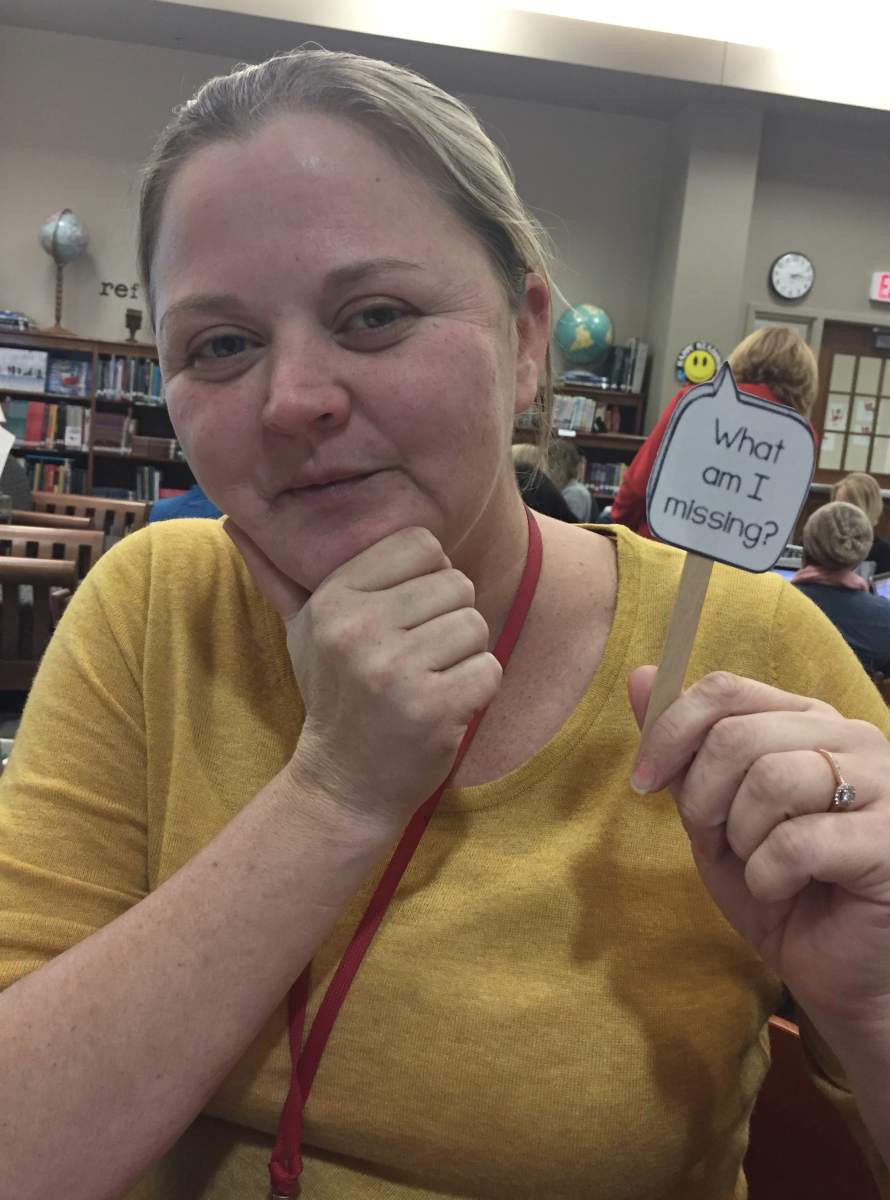 ref
What
am I
missing?